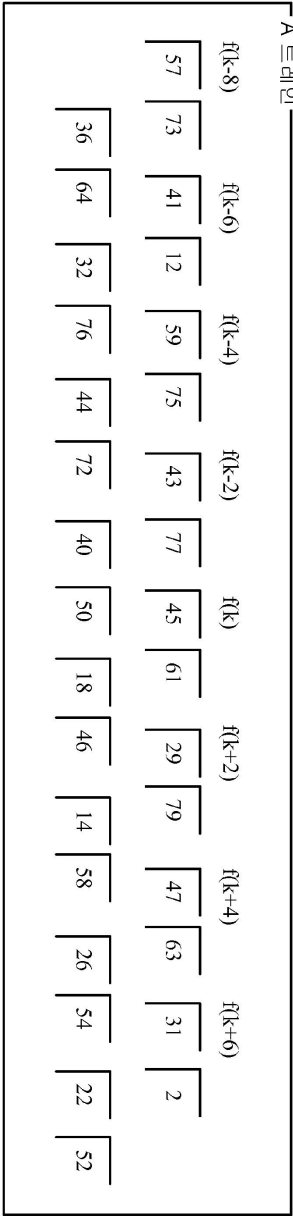 A 트레인
f(k-8) f(k-6) f(k-4) f(k-2) f(k) f(k+2) f(k+4) f(k+6)
57 73 41 12 59 75 43 77 45 61 29 79 47 63 31 2
36 64 32 76 44 72 40 50 18 46 14 58 26 54 22 52